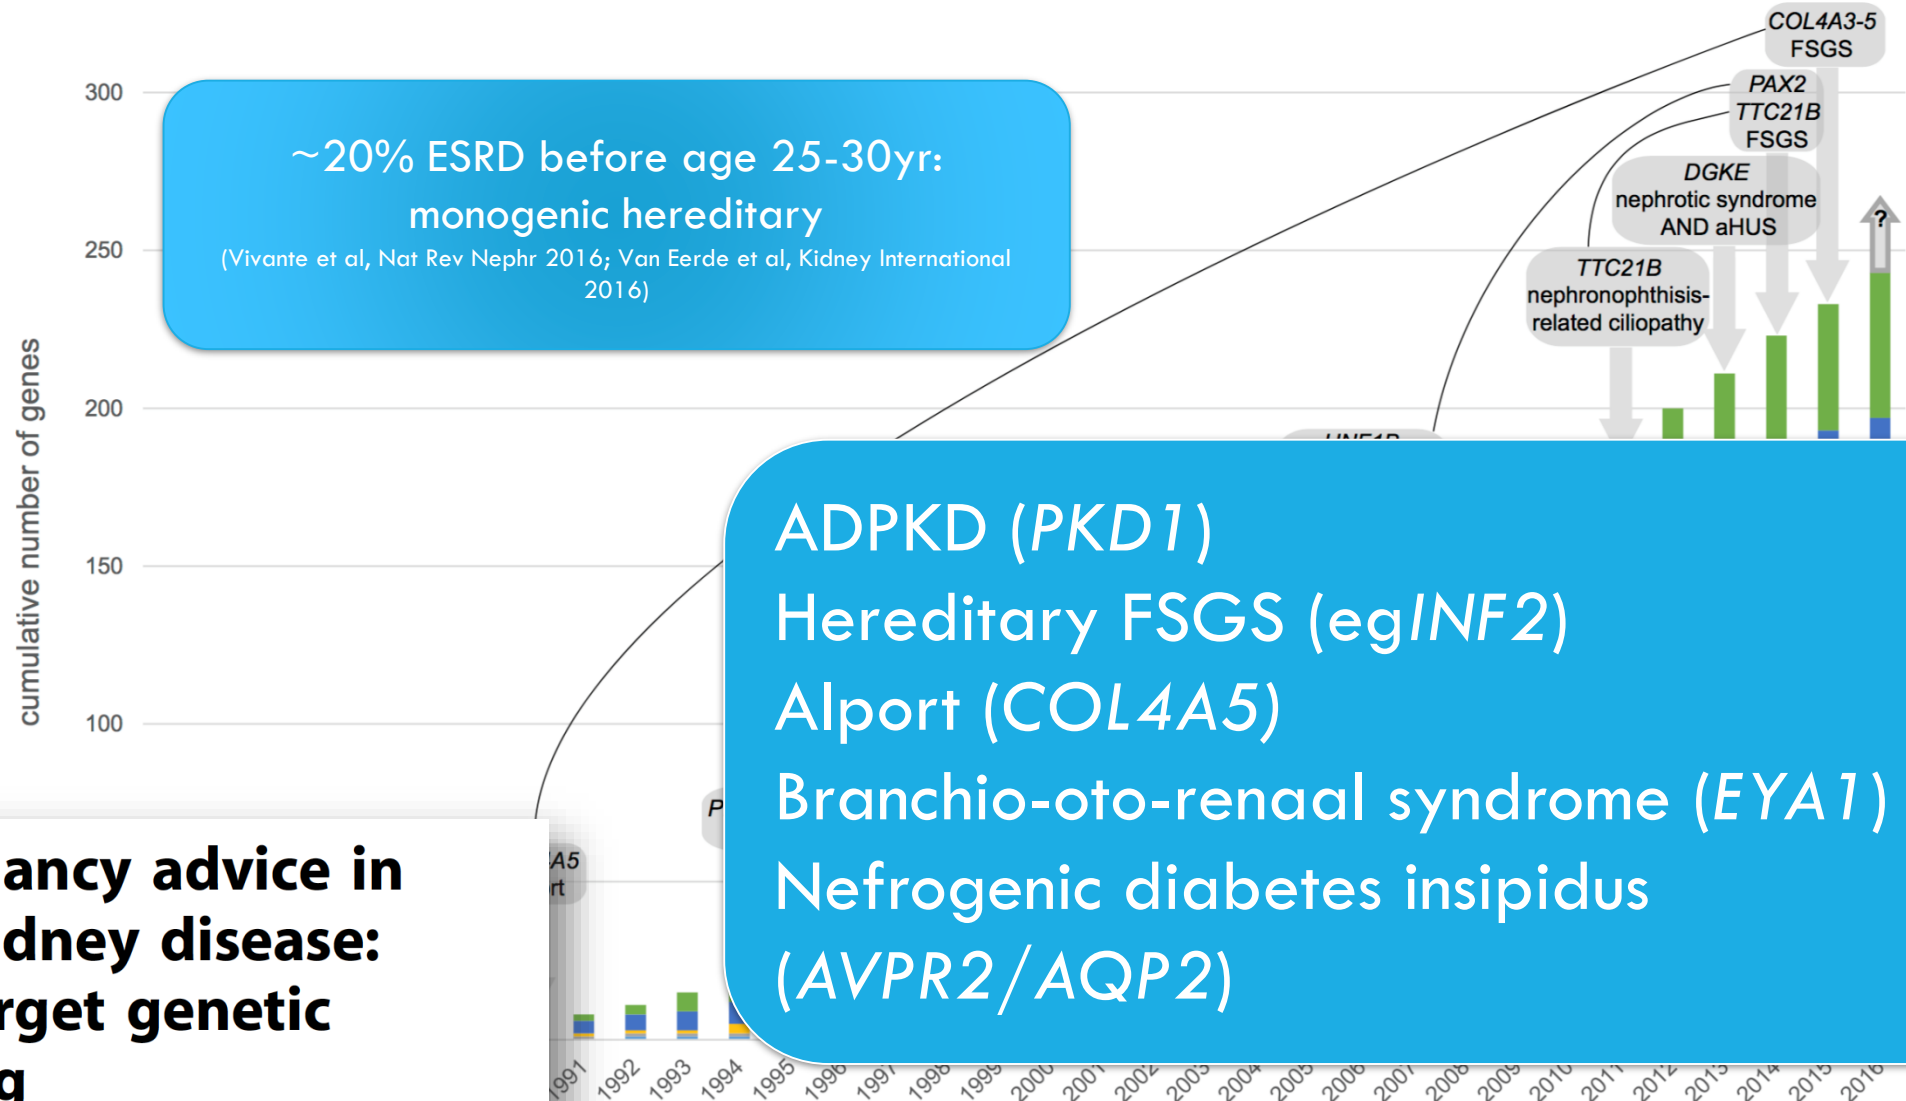 COL4A3-5
FSGS
300
PAX2
TTC21B
FSGS
~20% ESRD before age 25-30yr:
monogenic hereditary
(Vivante et al, Nat Rev Nephr 2016; Van Eerde et al, Kidney International
2016)
DGKE
nephrotic syndrome
AND aHUS
?
250
TTC21B
nephronophthisis-
related ciliopathy
cumulative number of genes
200
150
100
ADPKD (PKD1)
Hereditary FSGS (egINF2)
Alport (COL4A5)
Branchio-oto-renaal syndrome (EYA1)
Nefrogenic diabetes insipidus
(AVPR2/AQP2)
P
A5
rt
ancy advice in
dney disease:
rget genetic
g
1991 1992 1993 1994 1995 1996 1997 1998 1999 2000 2001 2002 2003 2004 2005 2006 2007 2008 2009 2010 2011 2012 2013 2014 2015 2016